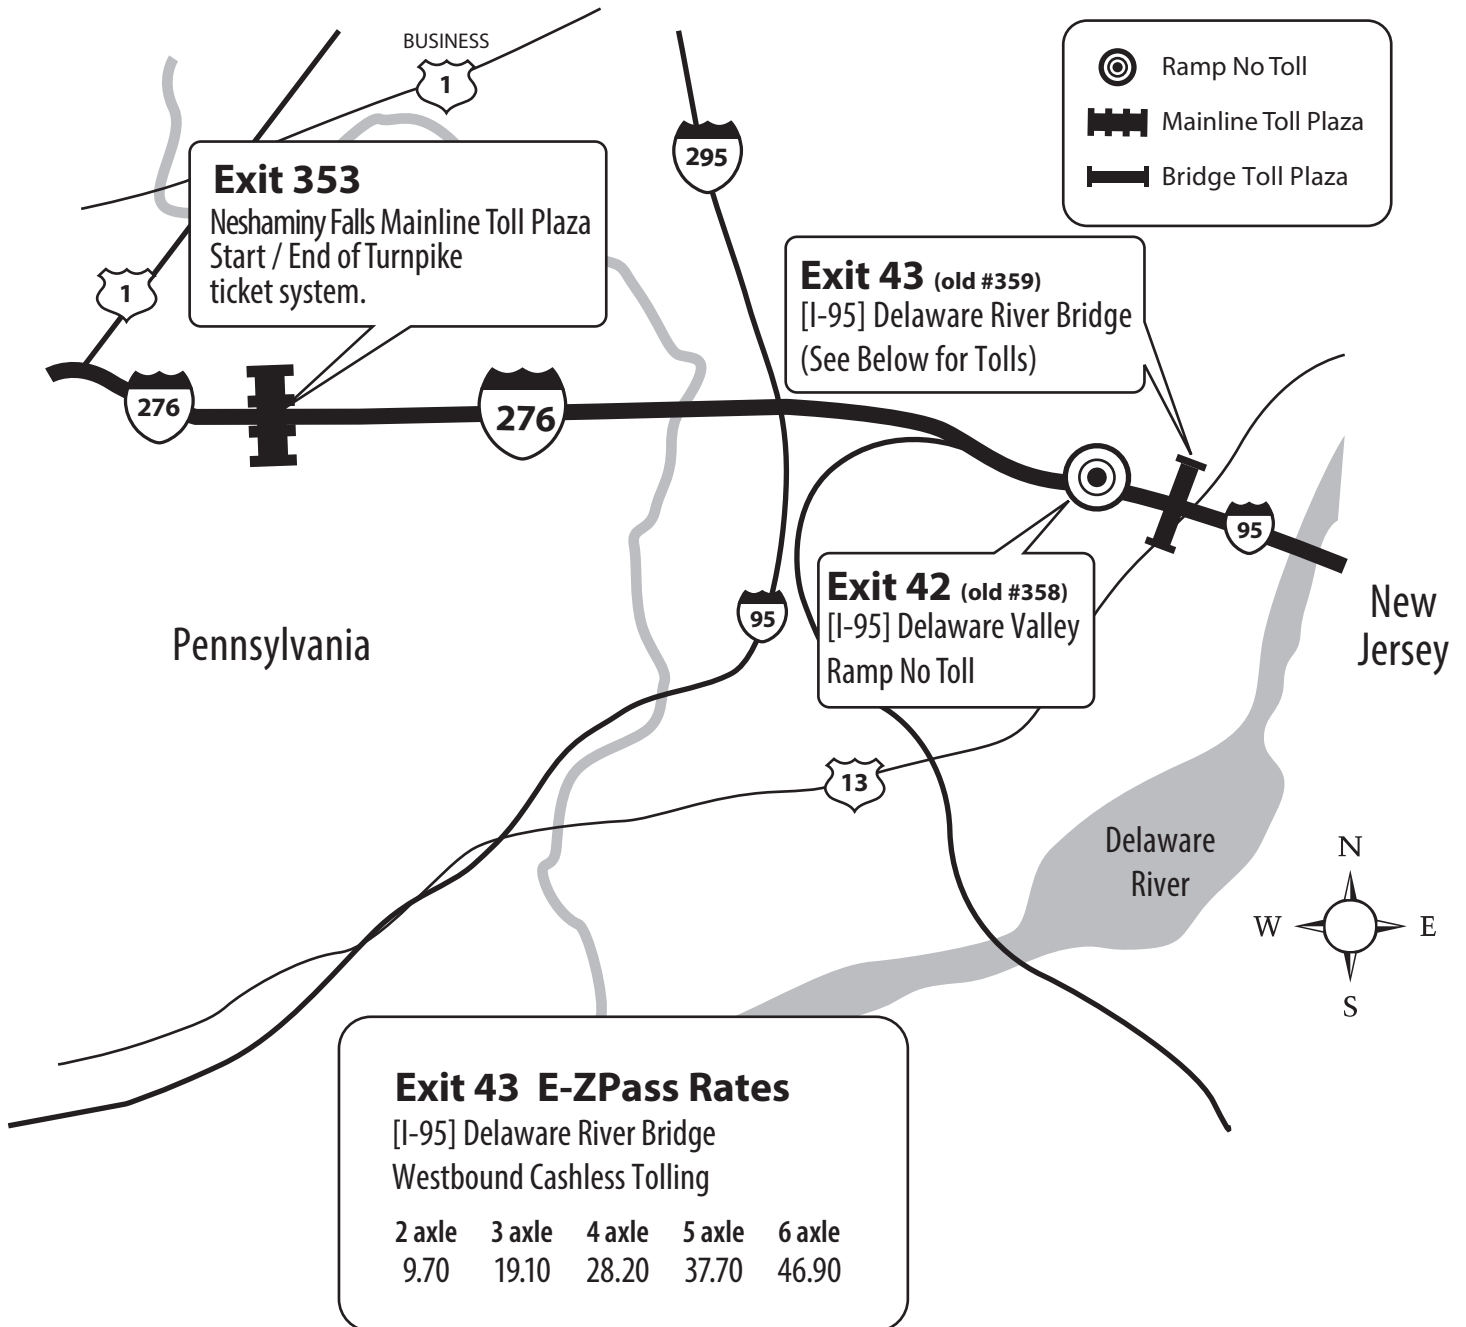 BUSINESS
1
Ramp No Toll
Mainline Toll Plaza
Bridge Toll Plaza
295
Exit 353
Neshaminy Falls Mainline Toll Plaza
Start / End of Turnpike
ticket system.
1
Exit 43 (old #359)
[I-95] Delaware River Bridge
(See Below for Tolls)
276
276
95
Exit 42 (old #358)
[I-95] Delaware Valley
Ramp No Toll
95
New
Jersey
Pennsylvania
13
Delaware
River
N
W E
S
Exit 43 E-ZPass Rates
[I-95] Delaware River Bridge
Westbound Cashless Tolling
2 axle 3 axle 4 axle 5 axle 6 axle
9.70 19.10 28.20 37.70 46.90